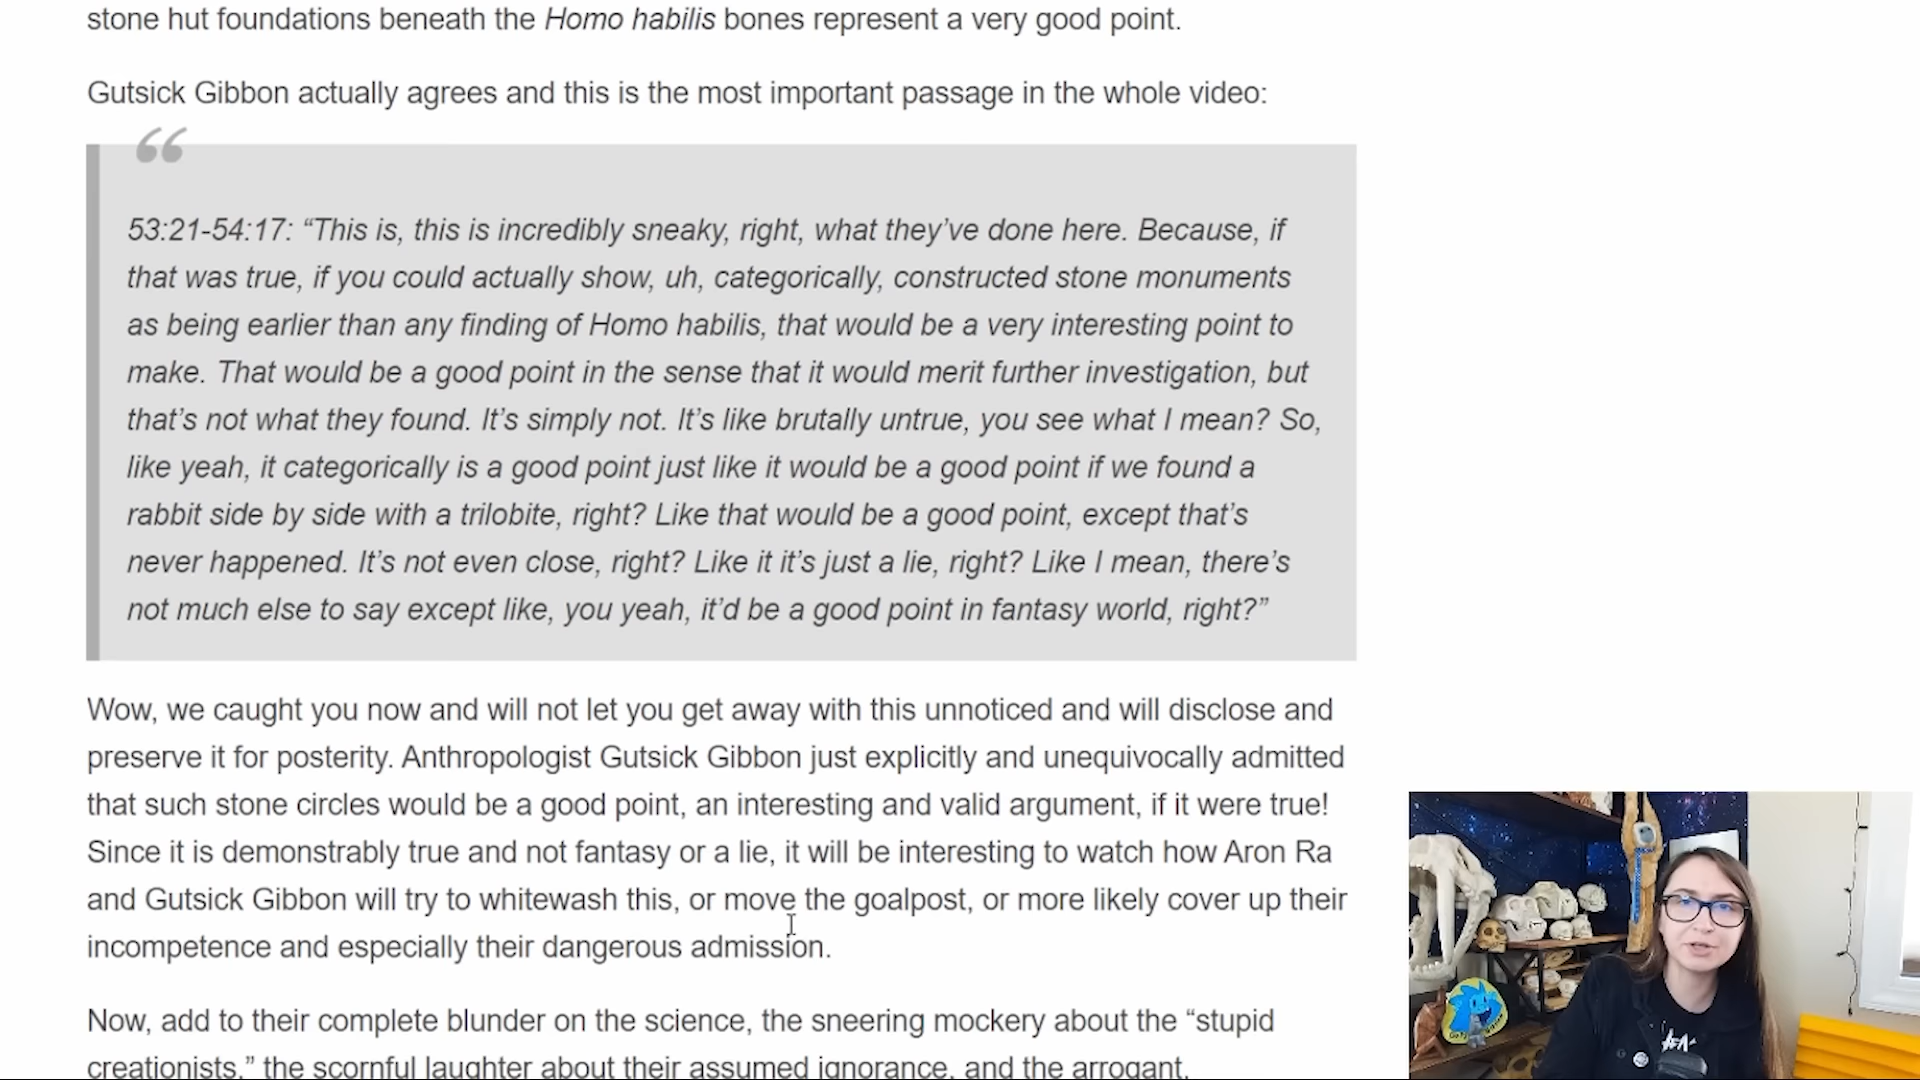 stone hut foundations beneath the Homo habilis bones represent a very good point.
Gutsick Gibbon actually agrees and this is the most important passage in the whole video:
“
53:21-54:17: “This is, this is incredibly sneaky, right, what they’ve done here. Because, if
that was true, if you could actually show, uh, categorically, constructed stone monuments
as being earlier than any finding of Homo habilis, that would be a very interesting point to
make. That would be a good point in the sense that it would merit further investigation, but
that’s not what they found. It’s simply not. It’s like brutally untrue, you see what I mean? So,
like yeah, it categorically is a good point just like it would be a good point if we found a
rabbit side by side with a trilobite, right? Like that would be a good point, except that’s
never happened. It’s not even close, right? Like it it’s just a lie, right? Like I mean, there’s
not much else to say except like, you yeah, it’d be a good point in fantasy world, right?”
Wow, we caught you now and will not let you get away with this unnoticed and will disclose and
preserve it for posterity. Anthropologist Gutsick Gibbon just explicitly and unequivocally admitted
that such stone circles would be a good point, an interesting and valid argument, if it were true!
Since it is demonstrably true and not fantasy or a lie, it will be interesting to watch how Aron Ra
and Gutsick Gibbon will try to whitewash this, or move the goalpost, or more likely cover up their
incompetence and especially their dangerous admission.
Now, add to their complete blunder on the science, the sneering mockery about the “stupid
creationists,” the scornful laughter about their assumed ignorance, and the arrogant,